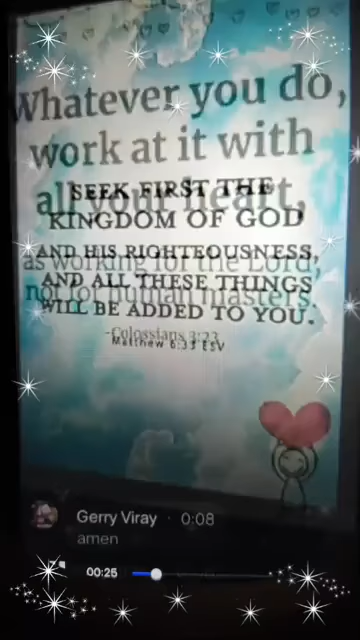 Whatever you do,
work at it with
all your heart,
SEEK FIRST THE
KINGDOM OF GOD
AND HIS RIGHTEOUSNESS,
as working for the Lord,
AND ALL THESE THINGS
not for human masters.
WILL BE ADDED TO YOU.
-Colossians 3:23
Matthew 6:33 ESV
Gerry Viray · 0:08
amen
00:25